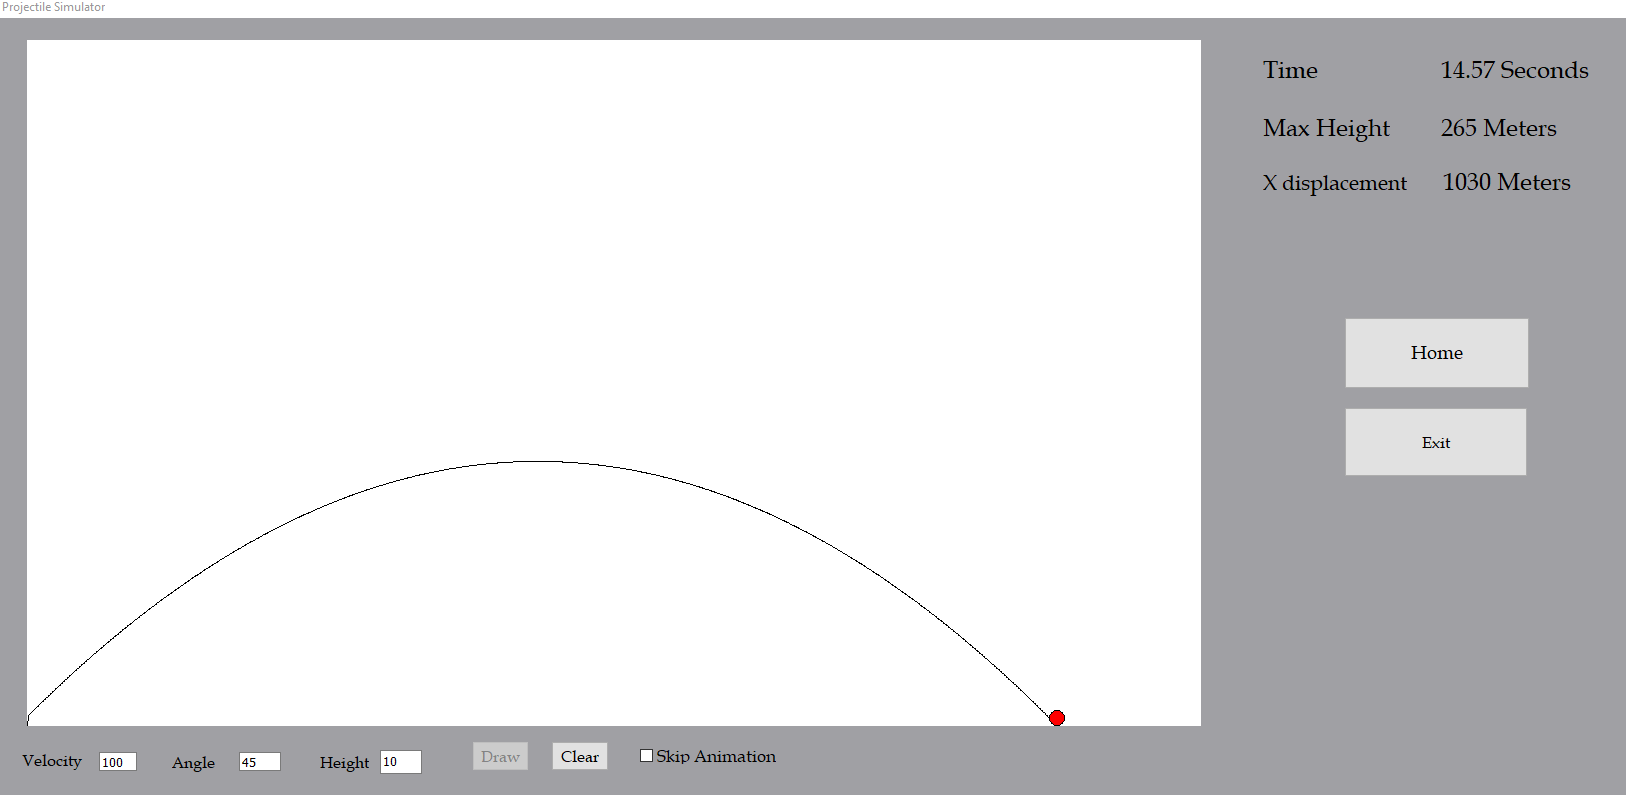 Projectile Simulator
Time 14.57 Seconds
Max Height 265 Meters
X displacement 1030 Meters
Home
Exit
Velocity 100 Angle 45 Height 10 Draw Clear Skip Animation